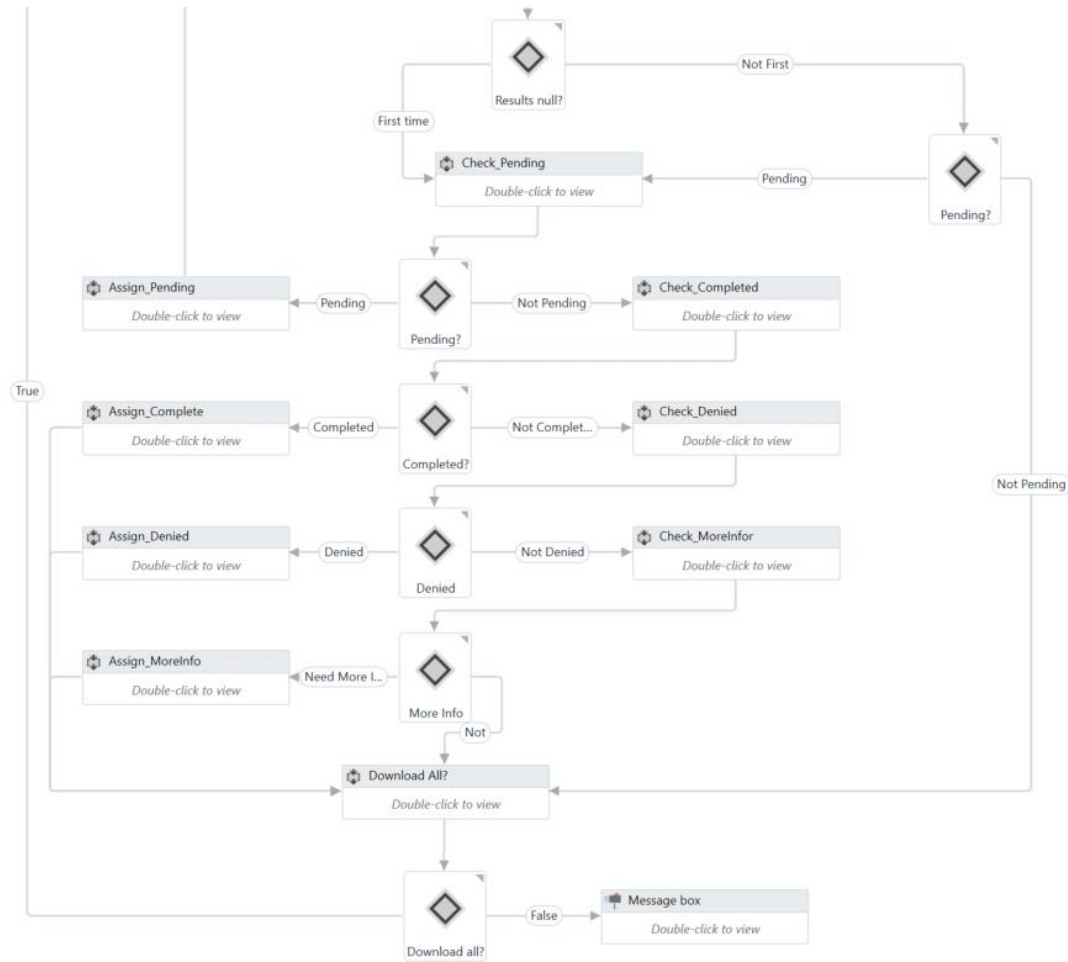 Not First
Results null?
First time
Check_Pending
Double-click to view
Pending
Pending?
Assign_Pending
Double-click to view
Pending
Not Pending
Check_Completed
Double-click to view
Pending?
True
Assign_Complete
Double-click to view
Completed
Not Complet...
Check_Denied
Double-click to view
Completed?
Not Pending
Assign_Denied
Double-click to view
Denied
Not Denied
Check_MoreInfor
Double-click to view
Denied
Assign_MoreInfo
Double-click to view
Need More I...
More Info
Not
Download All?
Double-click to view
False
Message box
Double-click to view
Download all?